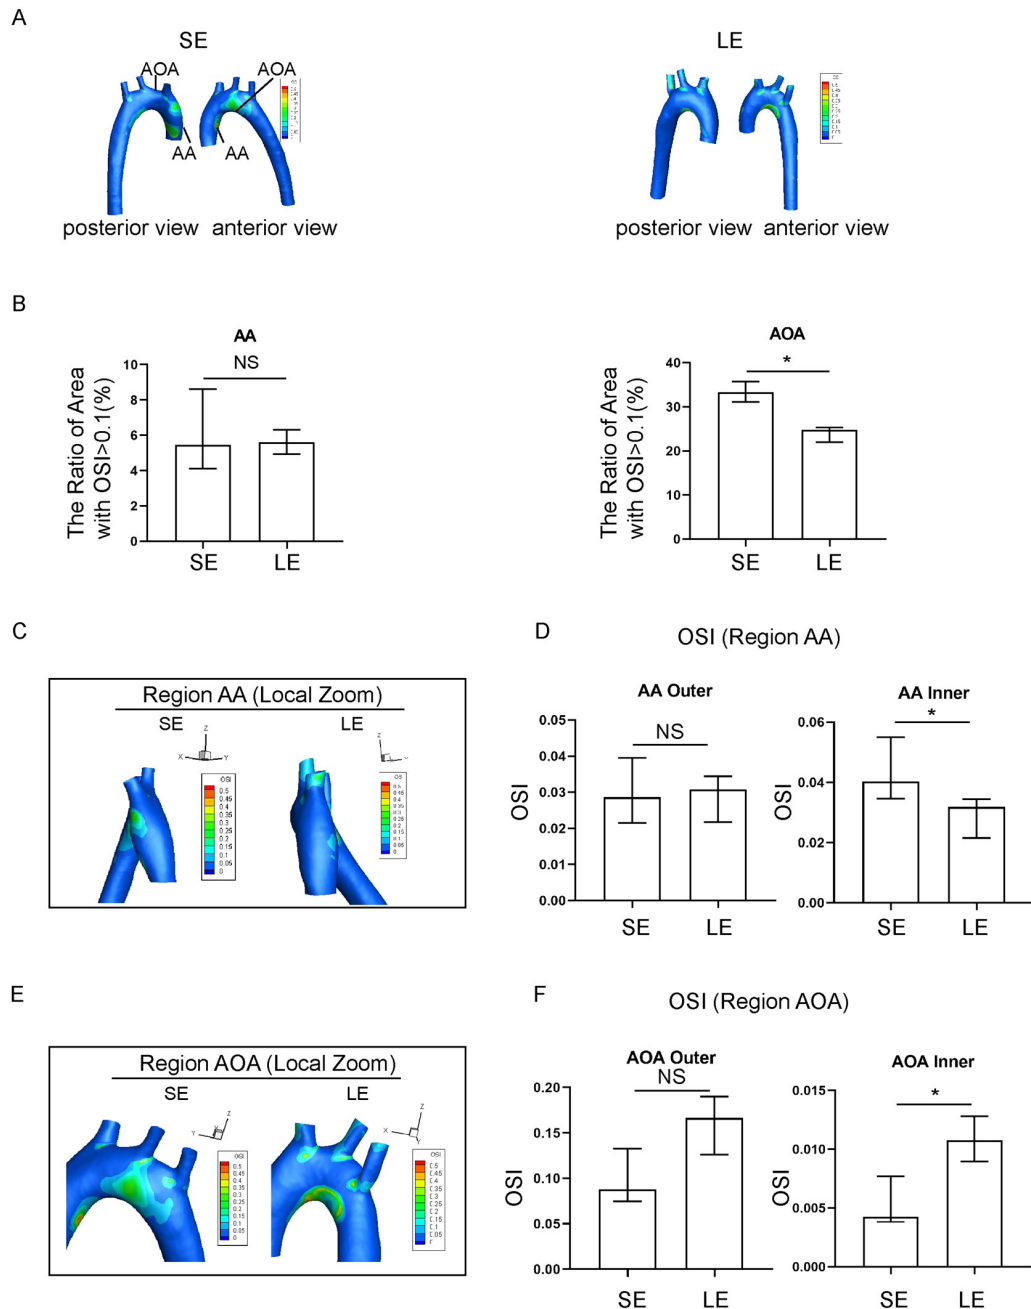 A
SE
LE
AOA
AOA
AA
AA
posterior view
anterior view
posterior view
anterior view
B
AA
NS
The Ratio of Area
with OSI>0.1(%)
10
8
6
4
2
0
SE
LE
AOA
*
The Ratio of Area
with OSI>0.1(%)
40
30
20
10
0
SE
LE
C
Region AA (Local Zoom)
SE
LE
Z
X
Y
Z
OSI
0.5
0.45
0.4
0.35
0.3
0.25
0.2
0.15
0.1
0.05
0
D
OSI (Region AA)
AA Outer
NS
OSI
0.05
0.04
0.03
0.02
0.01
0.00
SE
LE
AA Inner
*
OSI
0.06
0.04
0.02
0.00
SE
LE
E
Region AOA (Local Zoom)
SE
LE
Z
Y
X
Z
X
Y
OSI
0.5
0.45
0.4
0.35
0.3
0.25
0.2
0.15
0.1
0.05
0
F
OSI (Region AOA)
AOA Outer
NS
OSI
0.20
0.15
0.10
0.05
0.00
SE
LE
AOA Inner
*
OSI
0.015
0.010
0.005
0.000
SE
LE